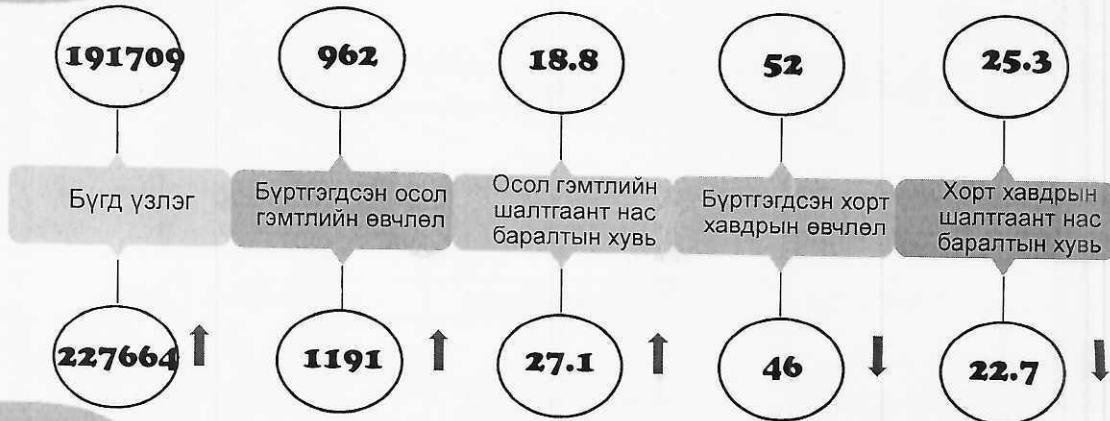 191709
962
18.8
52
25.3
Бүгд үзлэг
Бүртгэгдсэн осол
гэмтлийн өвчлөл
Осол гэмтлийн
шалтгаант нас
баралтын хувь
Бүртгэгдсэн хорт
хавдрын өвчлөл
Хорт хавдрын
шалтгаант нас
баралтын хувь
227664
1191
27.1
46
22.7